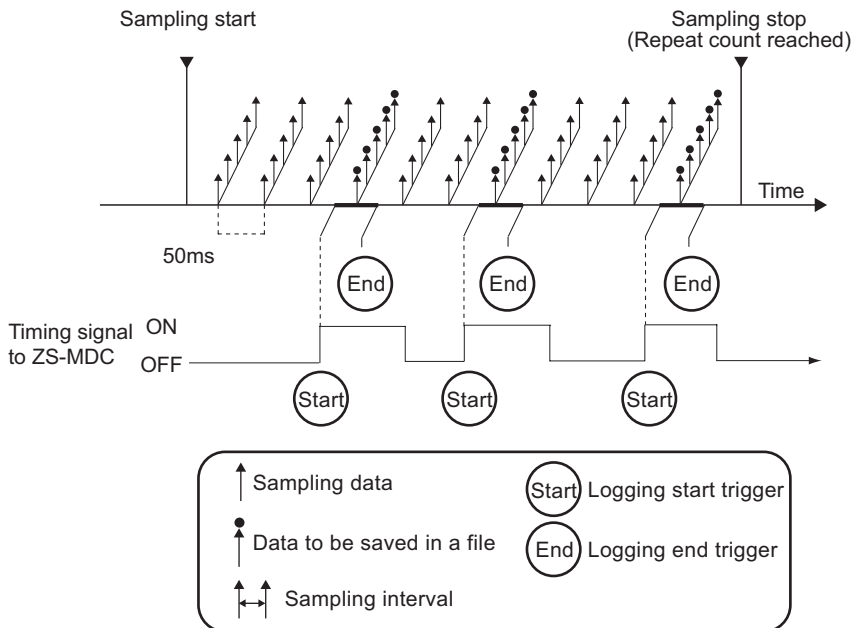 Sampling start
Sampling stop
(Repeat count reached)
Time
50ms
End
End
End
Timing signal
to ZS-MDC
ON
OFF
Start
Start
Start
Sampling data
Start
Logging start trigger
Data to be saved in a file
End
Logging end trigger
Sampling interval